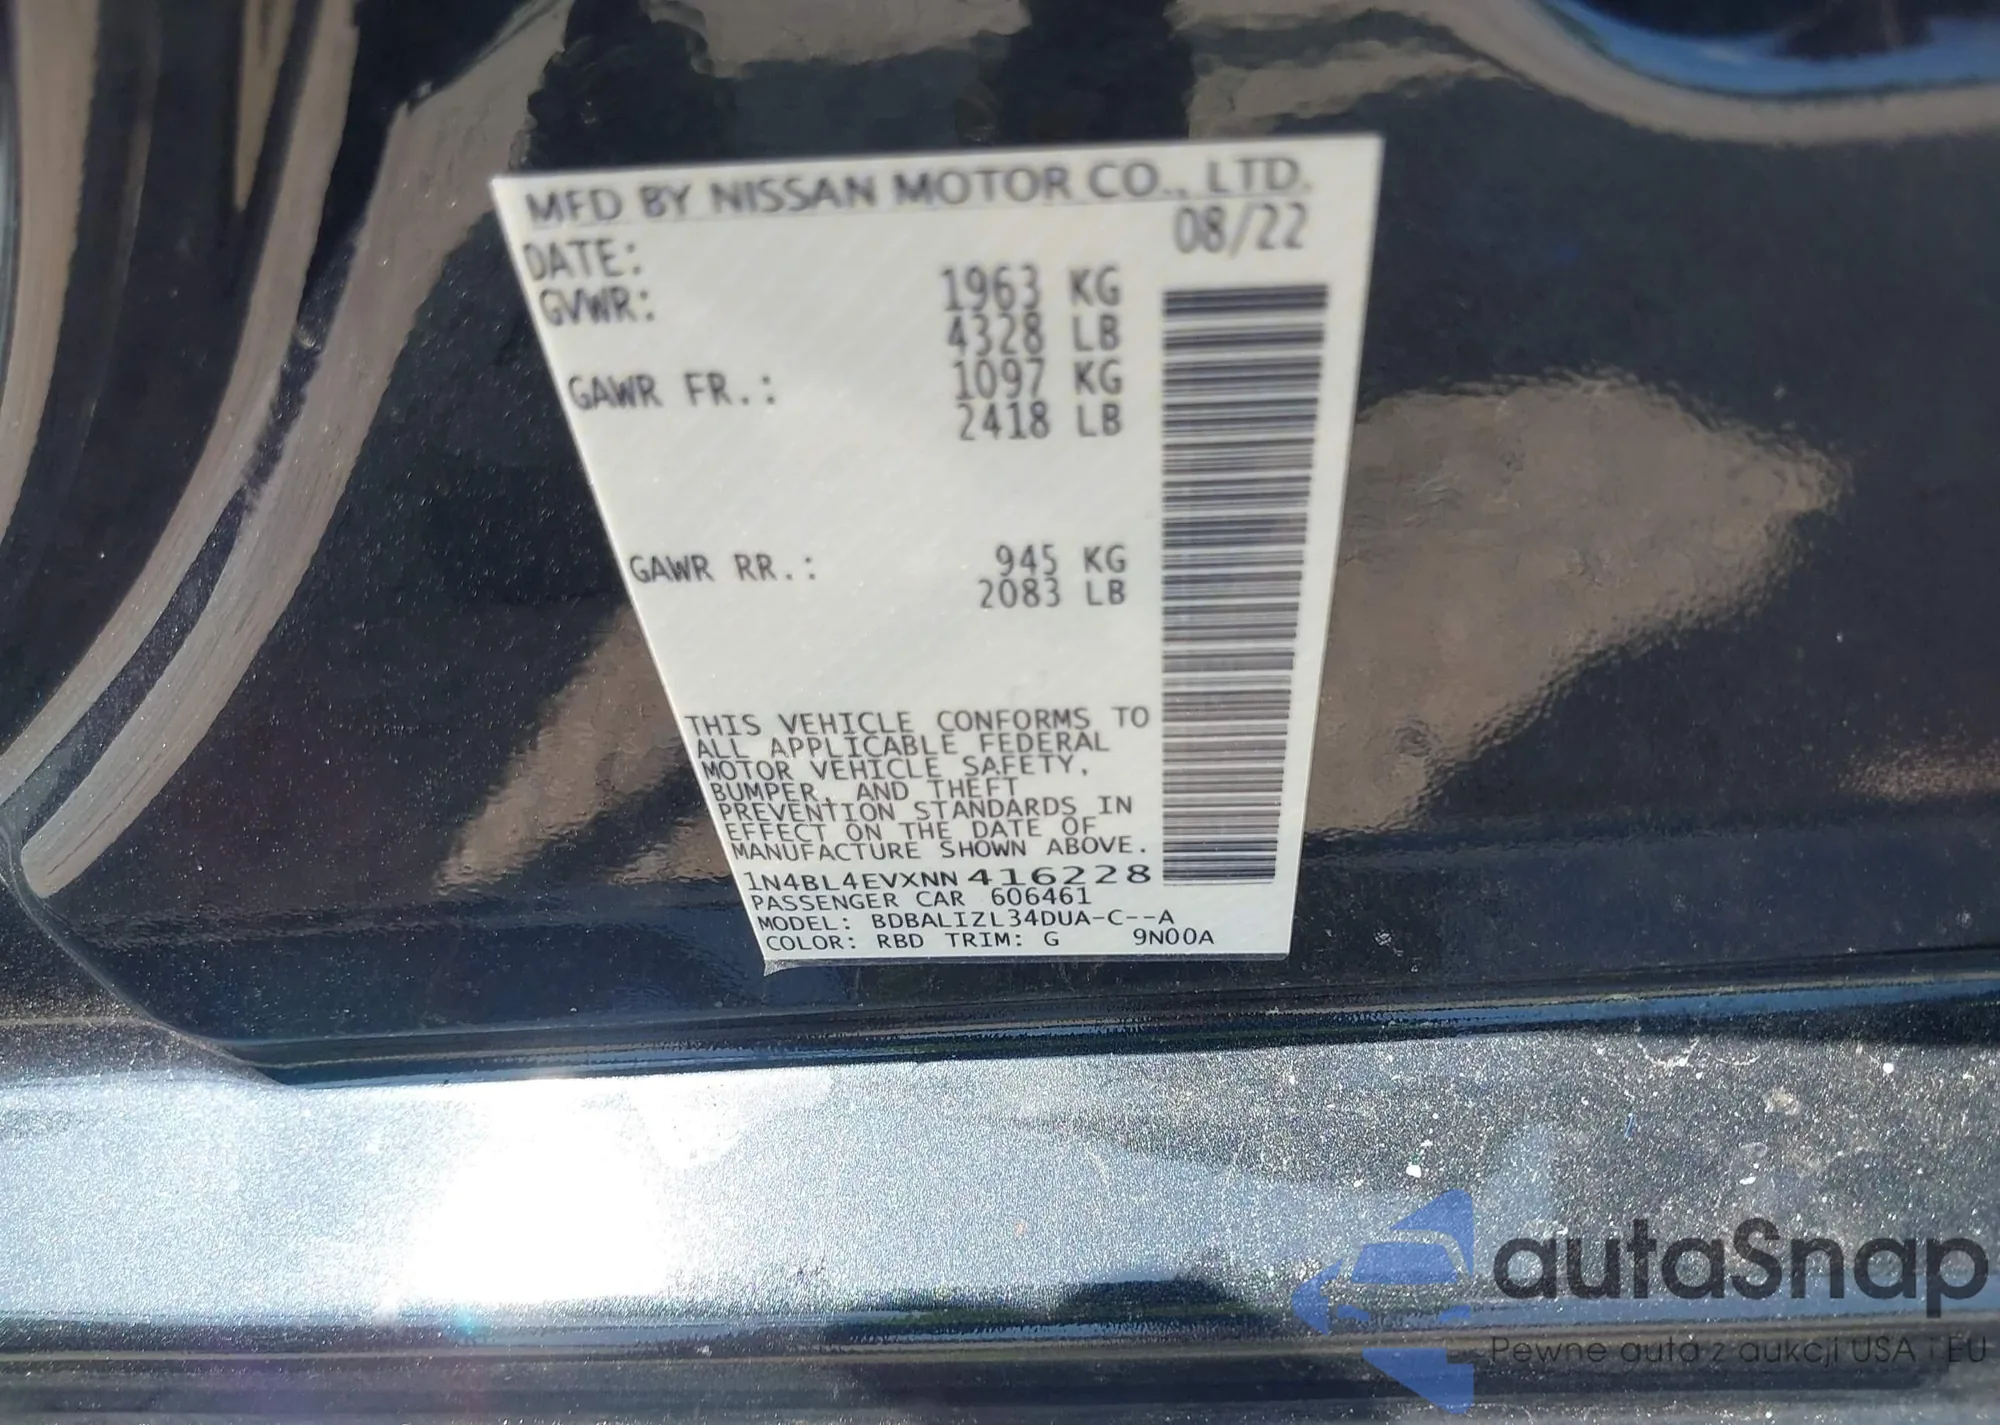 MFD BY NISSAN MOTOR CO., LTD.
DATE: 08/22
GVWR: 1963 KG
4328 LB
GAWR FR.: 1097 KG
2418 LB
GAWR RR.: 945 KG
2083 LB
THIS VEHICLE CONFORMS TO
ALL APPLICABLE FEDERAL
MOTOR VEHICLE SAFETY,
BUMPER, AND THEFT
PREVENTION STANDARDS IN
EFFECT ON THE DATE OF
MANUFACTURE SHOWN ABOVE.
1N4BL4EVXNN416228
PASSENGER CAR 606461
MODEL: BDBALIZL34DUA-C--A
COLOR: RBD TRIM: G 9N00A
autaSnap
Pewne auta z aukcji USA i EU